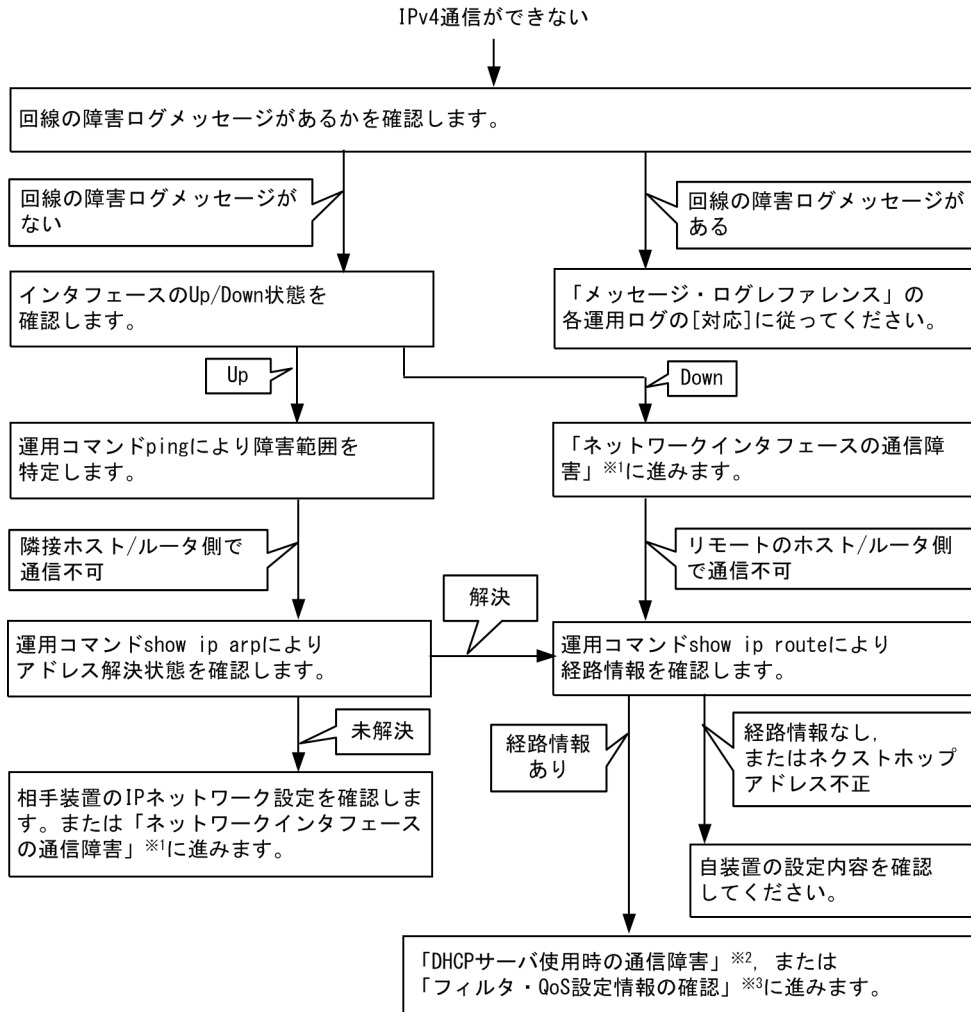 IPv4通信ができない
回線の障害ログメッセージがあるかを確認します。
回線の障害ログメッセージが
ない
回線の障害ログメッセージが
ある
インタフェースのUp/Down状態を
確認します。
「メッセージ・ログレファレンス」の
各運用ログの[対応]に従ってください。
Up
Down
運用コマンドpingにより障害範囲を
特定します。
「ネットワークインタフェースの通信障
害」※1に進みます。
隣接ホスト/ルータ側で
通信不可
リモートのホスト/ルータ側
で通信不可
解決
運用コマンドshow ip arpにより
アドレス解決状態を確認します。
運用コマンドshow ip routeにより
経路情報を確認します。
未解決
経路情報
あり
経路情報なし,
またはネクストホップ
アドレス不正
相手装置のIPネットワーク設定を確認しま
す。または「ネットワークインタフェース
の通信障害」※1に進みます。
自装置の設定内容を確認
してください。
「DHCPサーバ使用時の通信障害」※2, または
「フィルタ・QoS設定情報の確認」※3に進みます。